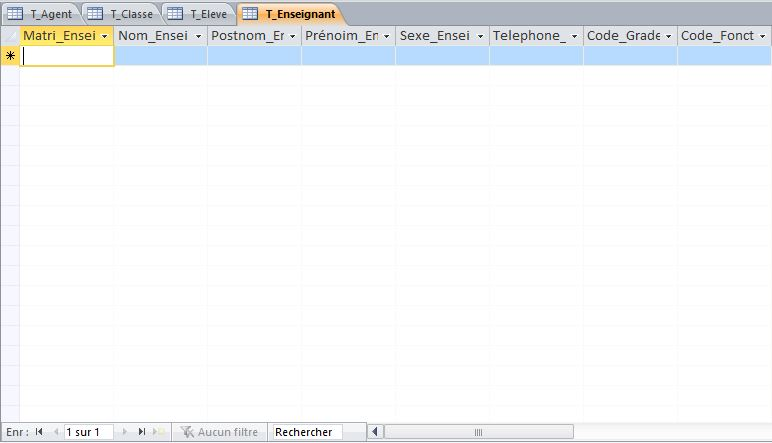 T_Agent T_Classe T_Eleve T_Enseignant
Matri_Ensei Nom_Ensei Postnom_Er Prénoim_En Sexe_Ensei Telephone_ Code_Grade Code_Fonct
Enr : 1 sur 1 Aucun filtre Rechercher